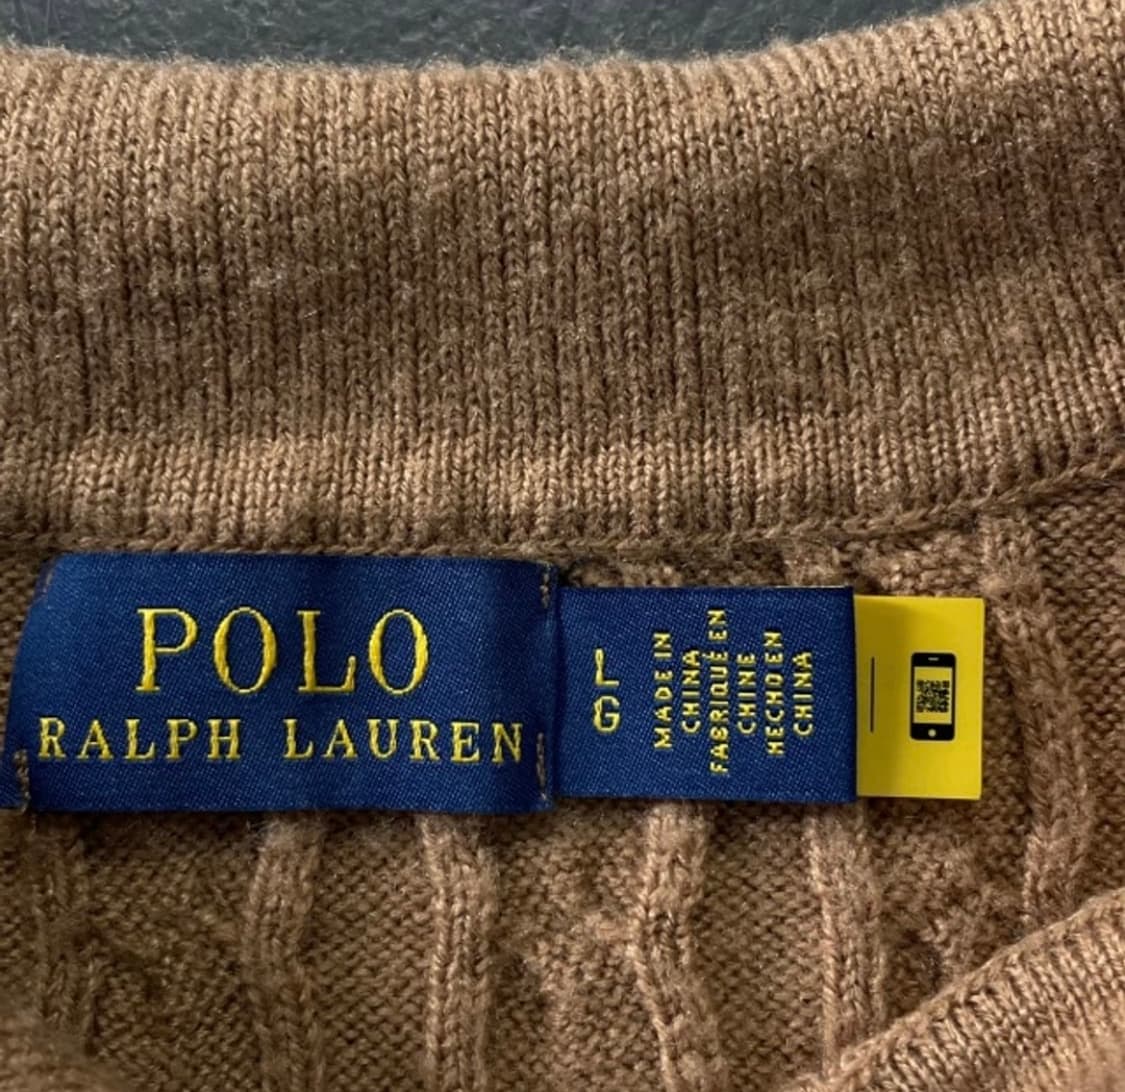 POLO
RALPH LAUREN
L
G
MADE IN
CHINA
FABRIQUÉ EN
CHINE
HECHO EN
CHINA